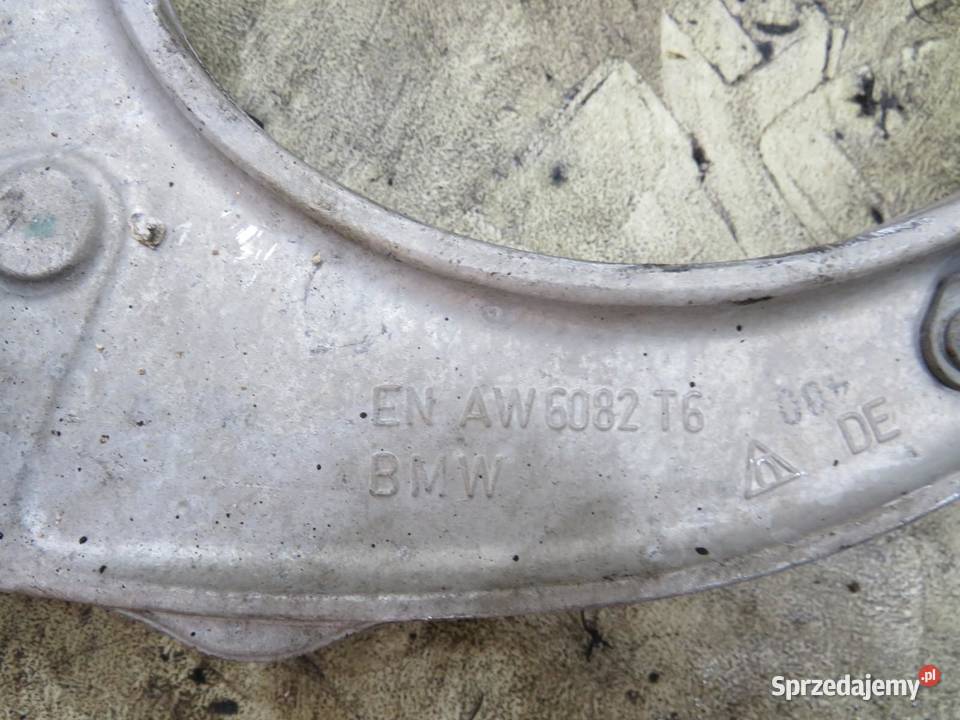 EN AW 6082 T6
BMW
DE
Sprzedajemy.pl